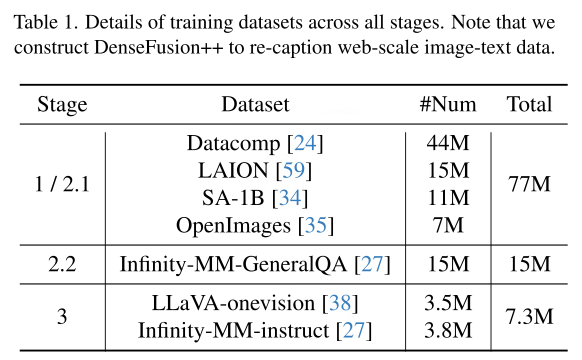 Table 1. Details of training datasets across all stages. Note that we
construct DenseFusion++ to re-caption web-scale image-text data.
Stage Dataset #Num Total
1 / 2.1 Datacomp [24] 44M 77M
LAION [59] 15M
SA-1B [34] 11M
OpenImages [35] 7M
2.2 Infinity-MM-GeneralQA [27] 15M 15M
3 LLaVA-onevision [38] 3.5M 7.3M
Infinity-MM-instruct [27] 3.8M